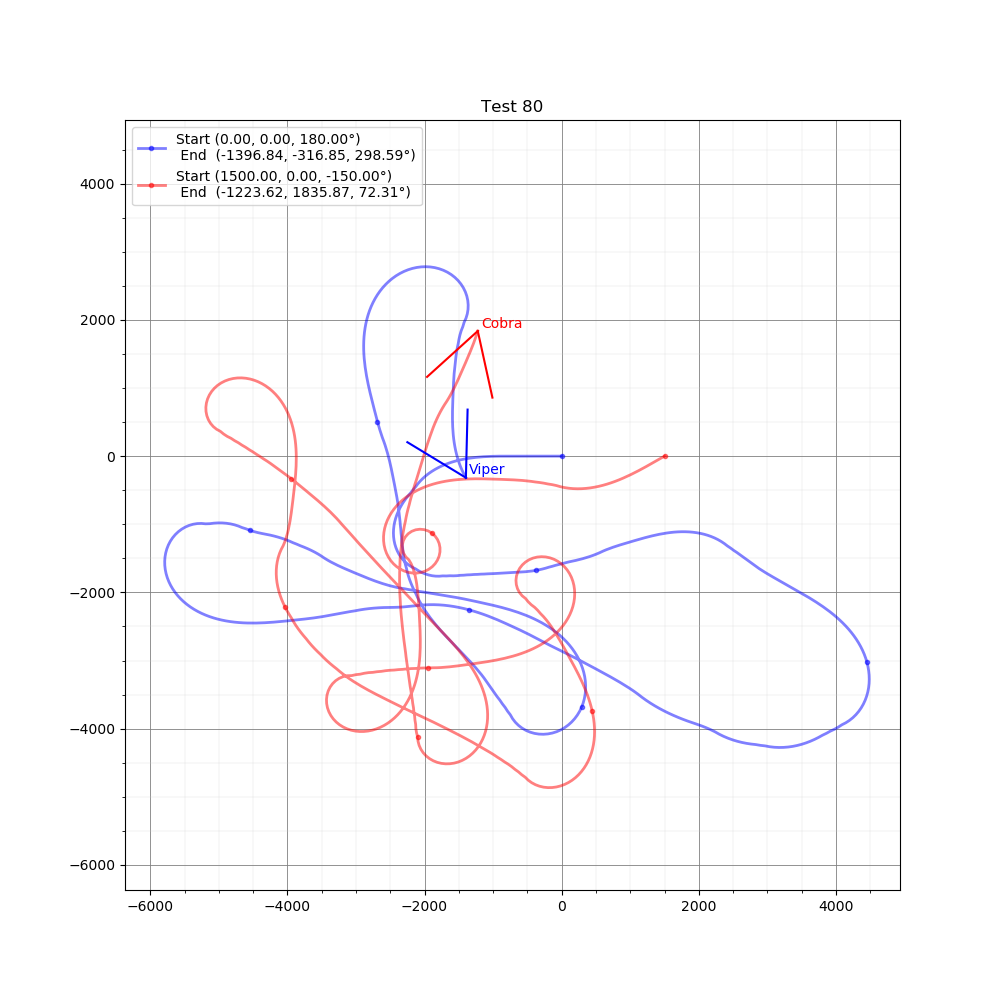 Test 80
Start (0.00, 0.00, 180.00°)
End  (-1396.84, -316.85, 298.59°)
Start (1500.00, 0.00, -150.00°)
End  (-1223.62, 1835.87, 72.31°)
4000
2000
0
−2000
−4000
−6000
Cobra
Viper
−6000
−4000
−2000
0
2000
4000